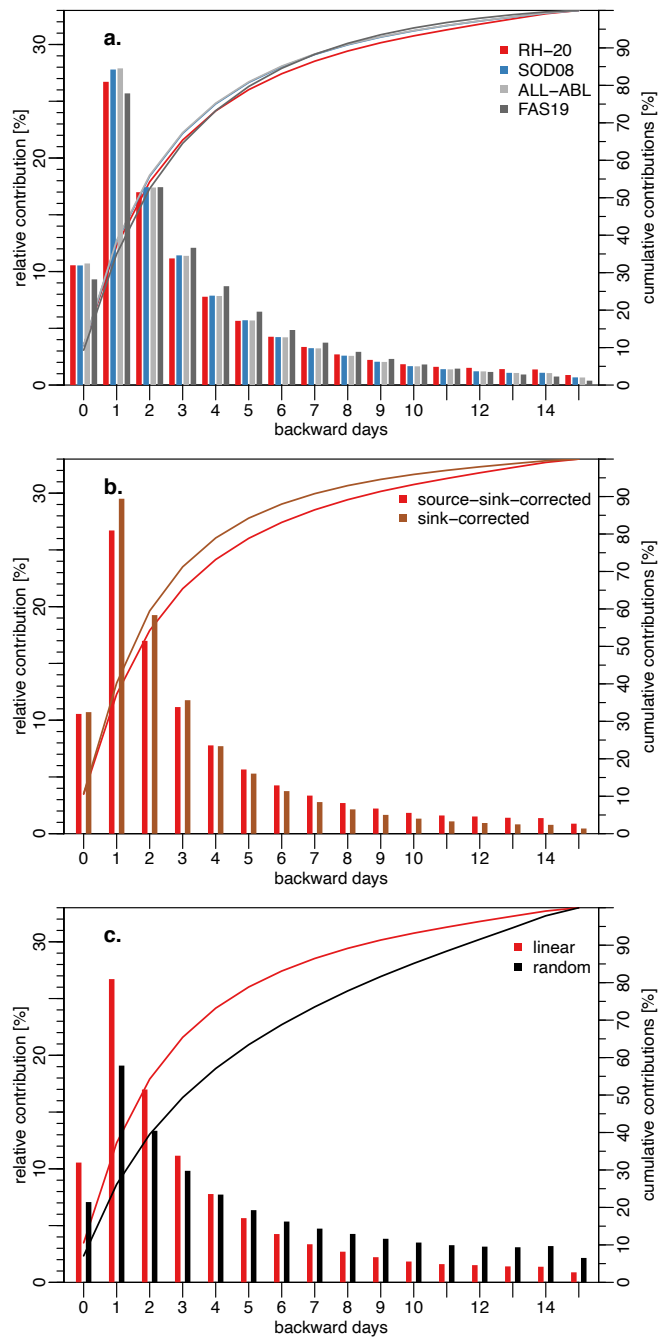 a.
RH−20
SOD08
ALL−ABL
FAS19
relative contribution [%]
0 10 20 30
cumulative contributions [%]
0 10 20 30 40 50 60 70 80 90
0 1 2 3 4 5 6 7 8 9 10 12 14
backward days
b.
source−sink−corrected
sink−corrected
relative contribution [%]
0 10 20 30
cumulative contributions [%]
0 10 20 30 40 50 60 70 80 90
0 1 2 3 4 5 6 7 8 9 10 12 14
backward days
c.
linear
random
relative contribution [%]
0 10 20 30
cumulative contributions [%]
0 10 20 30 40 50 60 70 80 90
0 1 2 3 4 5 6 7 8 9 10 12 14
backward days